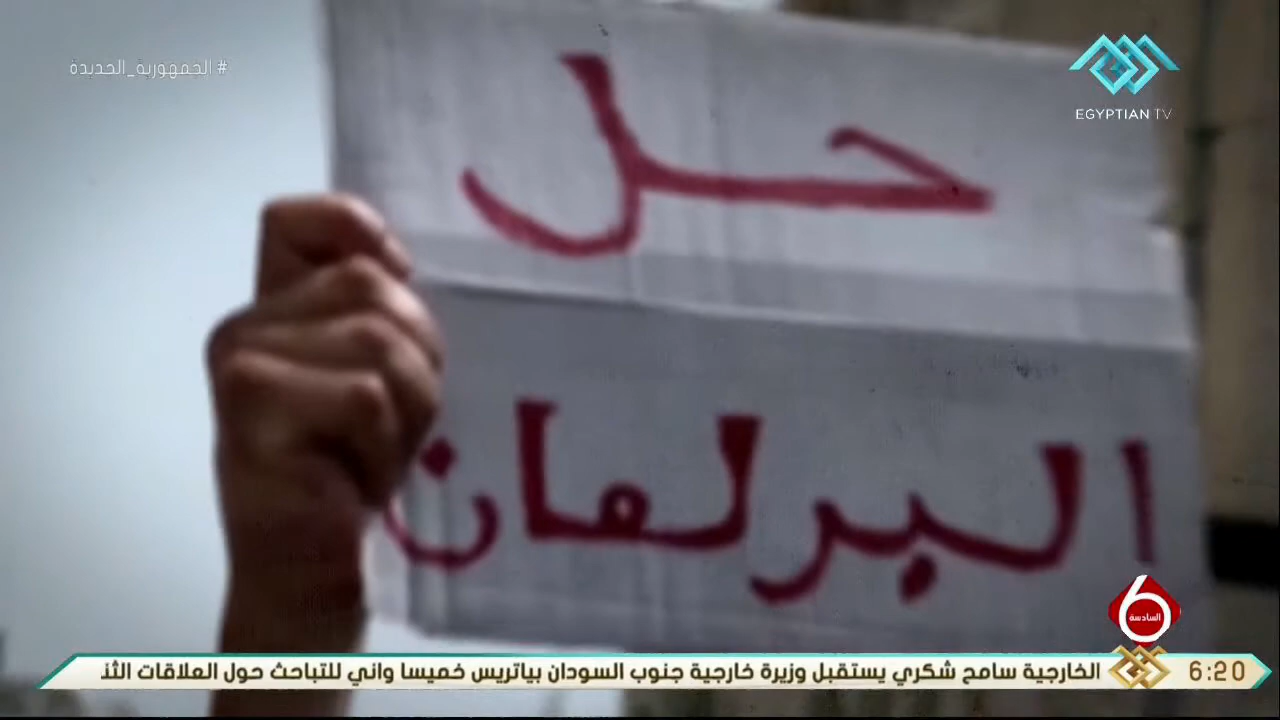 # الجمهورية_الجديدة
EGYPTIAN TV
حل
البرلمان
6
السادسة
الخارجية سامح شكري يستقبل وزيرة خارجية جنوب السودان بياتريس خميسا واني للتباحث حول العلاقات
6:20